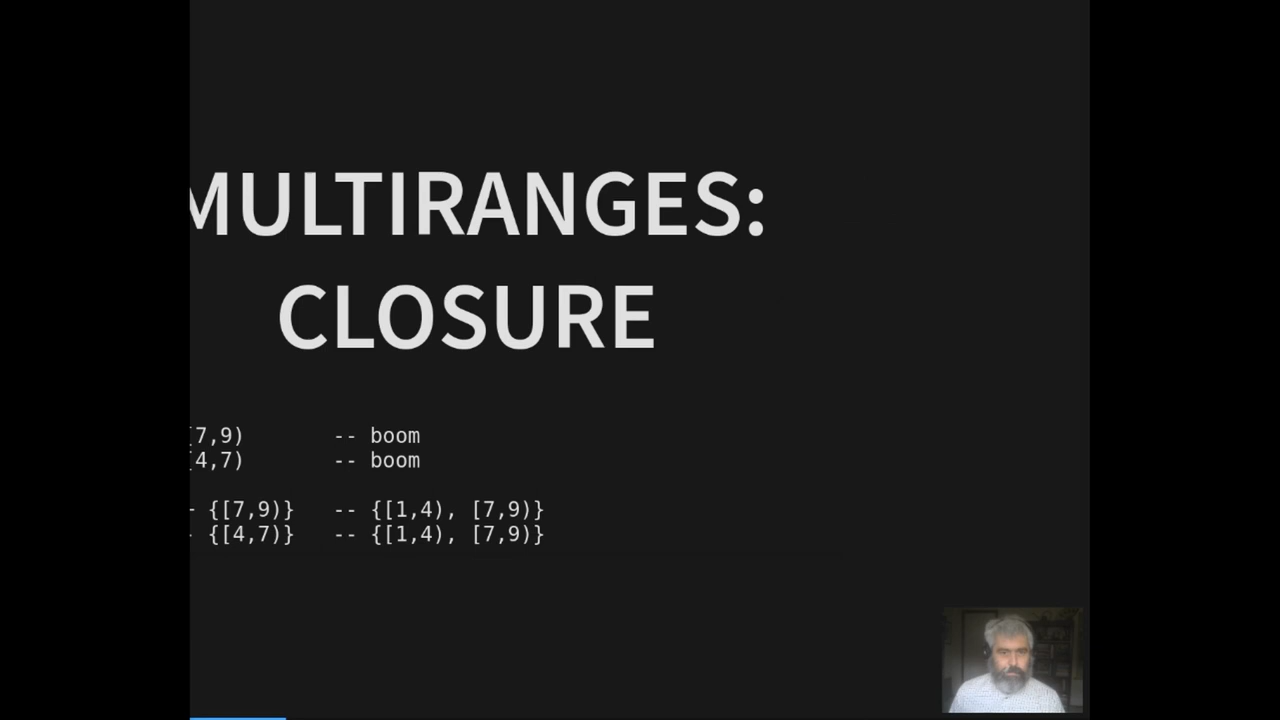 MULTIRANGES:
CLOSURE
[7,9) -- boom
[4,7) -- boom
{[7,9)} -- {[1,4), [7,9)}
- {[4,7)} -- {[1,4), [7,9)}